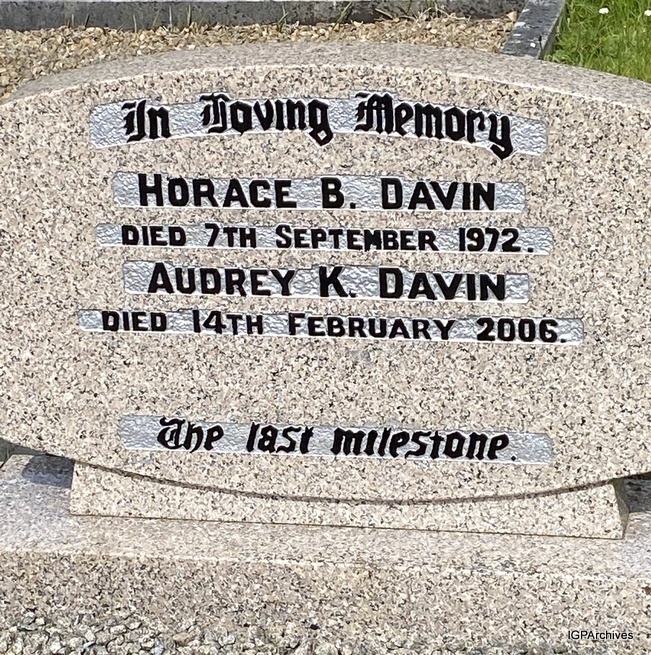 In Loving Memory
HORACE B. DAVIN
DIED 7TH SEPTEMBER 1972.
AUDREY K. DAVIN
DIED 14TH FEBRUARY 2006.
The last milestone.
IGPArchives